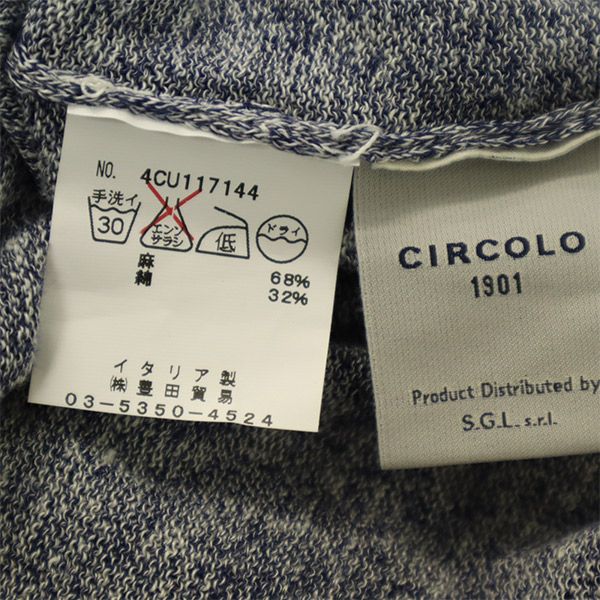 NO. 4CU117144
手洗イ
30 エンソサラシ 低 ドライ
麻 68%
綿 32%
イタリア製
(株)豊田貿易
03-5350-4524
CIRCOLO
1901
Product Distributed by
S.G.L. s.r.l.